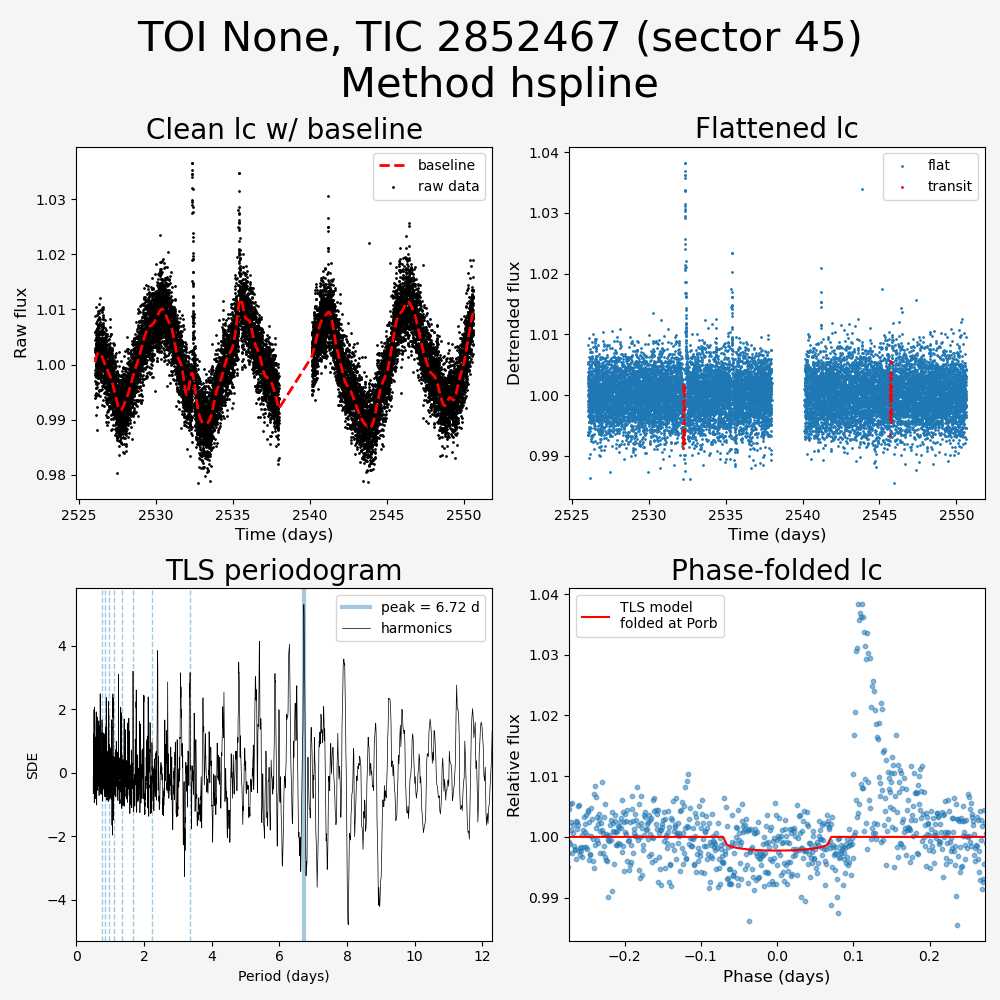 TOI None, TIC 2852467 (sector 45)
Method hspline
Clean lc w/ baseline
baseline
raw data
1.03
1.02
1.01
1.00
0.99
0.98
Raw flux
2525
2530
2535
2540
2545
2550
Time (days)
Flattened lc
flat
transit
1.04
1.03
1.02
1.01
1.00
0.99
Detrended flux
2525
2530
2535
2540
2545
2550
Time (days)
TLS periodogram
peak = 6.72 d
harmonics
4
2
0
−2
−4
SDE
0
2
4
6
8
10
12
Period (days)
Phase-folded lc
TLS model
folded at Porb
1.04
1.03
1.02
1.01
1.00
0.99
Relative flux
−0.2
−0.1
0.0
0.1
0.2
Phase (days)